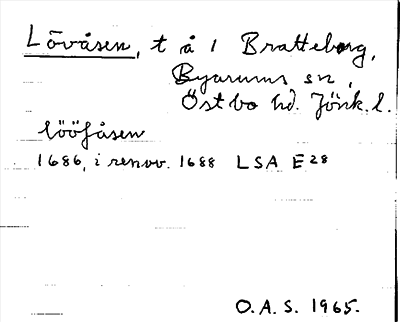 Lövåsen, t å 1 Bratteborg,
Byarums sn,
Östbo hd. Jönk. l.
lööfåsen
1686, i renov. 1688 LSA E28
O.A.S. 1965.